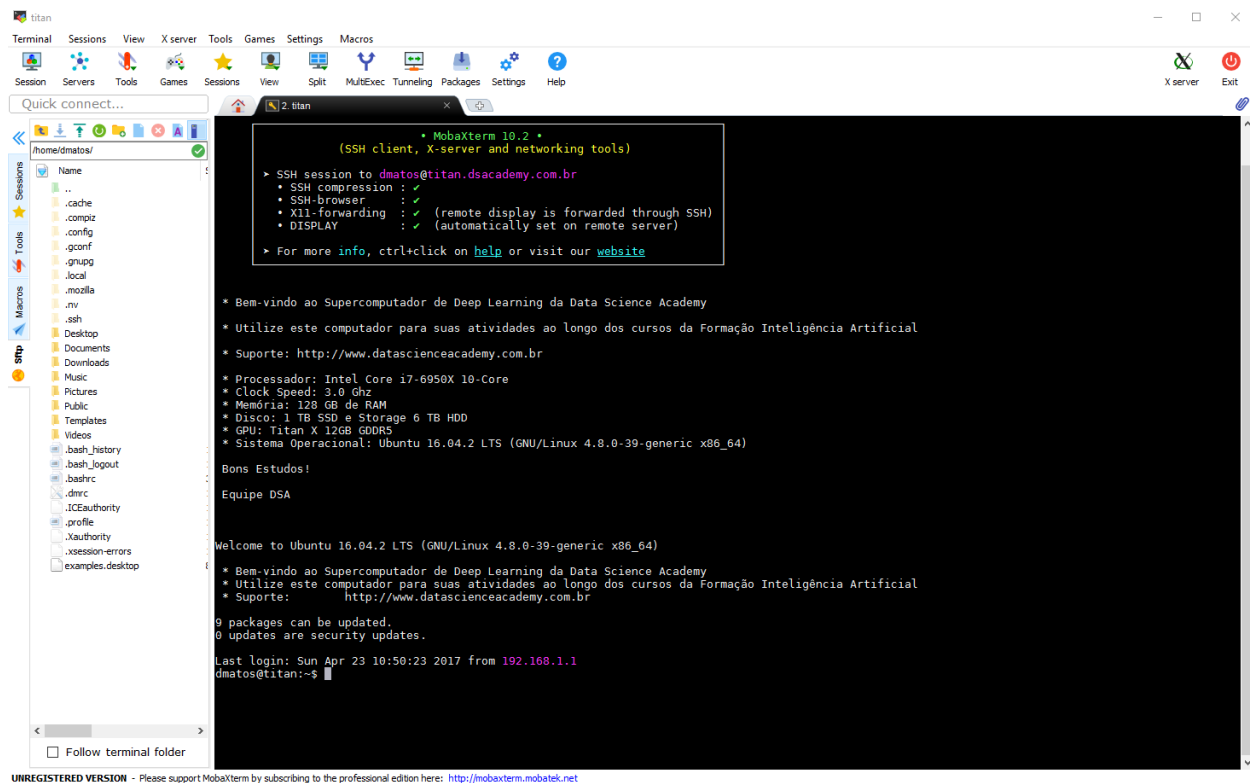 titan
Terminal Sessions View X server Tools Games Settings Macros
Session Servers Tools Games Sessions View Split MultiExec Tunneling Packages Settings Help X server Exit
Quick connect...
2. titan
/home/dmatos/
Name
..
.cache
.compiz
.config
.gconf
.gnupg
.local
.mozilla
.nv
.ssh
Desktop
Documents
Downloads
Music
Pictures
Public
Templates
Videos
.bash_history
.bash_logout
.bashrc
.dmrc
.ICEauthority
.profile
.Xauthority
.xsession-errors
examples.desktop
Sessions
Tools
Macros
Sftp
Follow terminal folder
• MobaXterm 10.2 •
(SSH client, X-server and networking tools)
➤ SSH session to dmatos@titan.dsacademy.com.br
• SSH compression : ✔
• SSH-browser : ✔
• X11-forwarding : ✔ (remote display is forwarded through SSH)
• DISPLAY : ✔ (automatically set on remote server)
➤ For more info, ctrl+click on help or visit our website
* Bem-vindo ao Supercomputador de Deep Learning da Data Science Academy
* Utilize este computador para suas atividades ao longo dos cursos da Formação Inteligência Artificial
* Suporte: http://www.datascienceacademy.com.br
* Processador: Intel Core i7-6950X 10-Core
* Clock Speed: 3.0 Ghz
* Memória: 128 GB de RAM
* Disco: 1 TB SSD e Storage 6 TB HDD
* GPU: Titan X 12GB GDDR5
* Sistema Operacional: Ubuntu 16.04.2 LTS (GNU/Linux 4.8.0-39-generic x86_64)
Bons Estudos!
Equipe DSA
Welcome to Ubuntu 16.04.2 LTS (GNU/Linux 4.8.0-39-generic x86_64)
* Bem-vindo ao Supercomputador de Deep Learning da Data Science Academy
* Utilize este computador para suas atividades ao longo dos cursos da Formação Inteligência Artificial
* Suporte: http://www.datascienceacademy.com.br
9 packages can be updated.
0 updates are security updates.
Last login: Sun Apr 23 10:50:23 2017 from 192.168.1.1
dmatos@titan:~$
UNREGISTERED VERSION - Please support MobaXterm by subscribing to the professional edition here: http://mobaxterm.mobatek.net